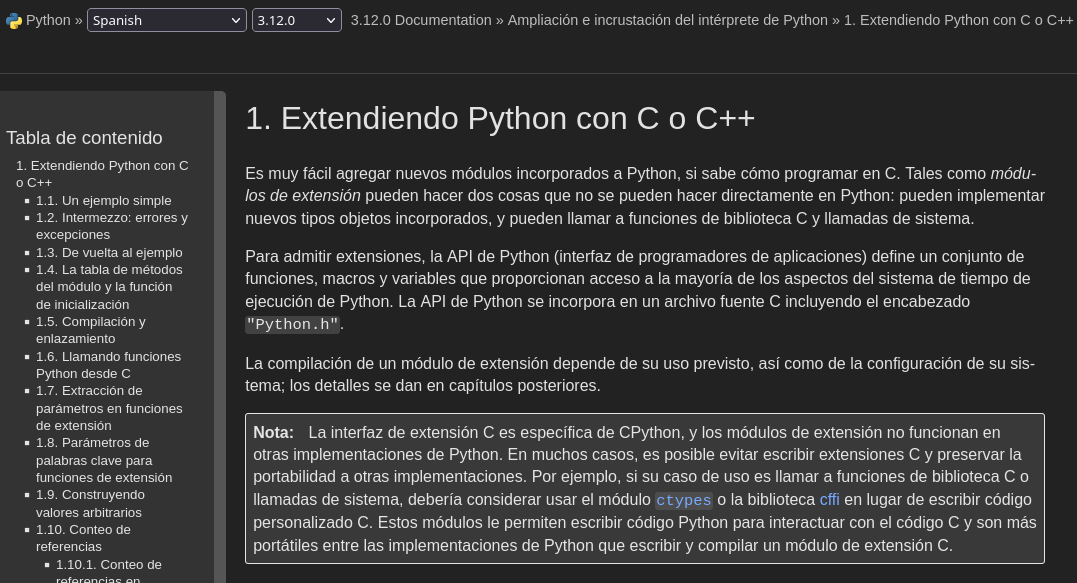 Python » Spanish 3.12.0 3.12.0 Documentation » Ampliación e incrustación del intérprete de Python » 1. Extendiendo Python con C o C++
Tabla de contenido
1. Extendiendo Python con C
o C++
▪ 1.1. Un ejemplo simple
▪ 1.2. Intermezzo: errores y
excepciones
▪ 1.3. De vuelta al ejemplo
▪ 1.4. La tabla de métodos
del módulo y la función
de inicialización
▪ 1.5. Compilación y
enlazamiento
▪ 1.6. Llamando funciones
Python desde C
▪ 1.7. Extracción de
parámetros en funciones
de extensión
▪ 1.8. Parámetros de
palabras clave para
funciones de extensión
▪ 1.9. Construyendo
valores arbitrarios
▪ 1.10. Conteo de
referencias
▪ 1.10.1. Conteo de
referencias en
1. Extendiendo Python con C o C++
Es muy fácil agregar nuevos módulos incorporados a Python, si sabe cómo programar en C. Tales como módu-
los de extensión pueden hacer dos cosas que no se pueden hacer directamente en Python: pueden implementar
nuevos tipos objetos incorporados, y pueden llamar a funciones de biblioteca C y llamadas de sistema.
Para admitir extensiones, la API de Python (interfaz de programadores de aplicaciones) define un conjunto de
funciones, macros y variables que proporcionan acceso a la mayoría de los aspectos del sistema de tiempo de
ejecución de Python. La API de Python se incorpora en un archivo fuente C incluyendo el encabezado
"Python.h".
La compilación de un módulo de extensión depende de su uso previsto, así como de la configuración de su sis-
tema; los detalles se dan en capítulos posteriores.
Nota: La interfaz de extensión C es específica de CPython, y los módulos de extensión no funcionan en
otras implementaciones de Python. En muchos casos, es posible evitar escribir extensiones C y preservar la
portabilidad a otras implementaciones. Por ejemplo, si su caso de uso es llamar a funciones de biblioteca C o
llamadas de sistema, debería considerar usar el módulo ctypes o la biblioteca cffi en lugar de escribir código
personalizado C. Estos módulos le permiten escribir código Python para interactuar con el código C y son más
portátiles entre las implementaciones de Python que escribir y compilar un módulo de extensión C.